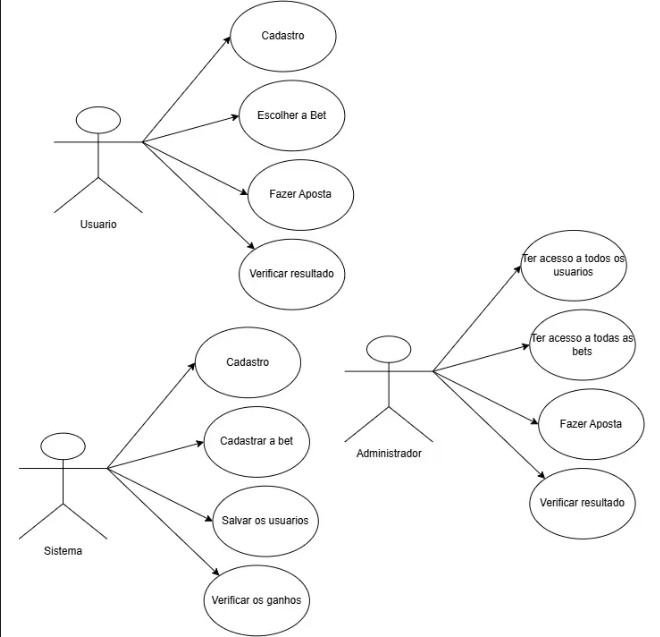 Cadastro
Escolher a Bet
Fazer Aposta
Verificar resultado
Usuario
Cadastro
Cadastrar a bet
Salvar os usuarios
Verificar os ganhos
Sistema
Ter acesso a todos os
usuarios
Ter acesso a todas as
bets
Fazer Aposta
Verificar resultado
Administrador